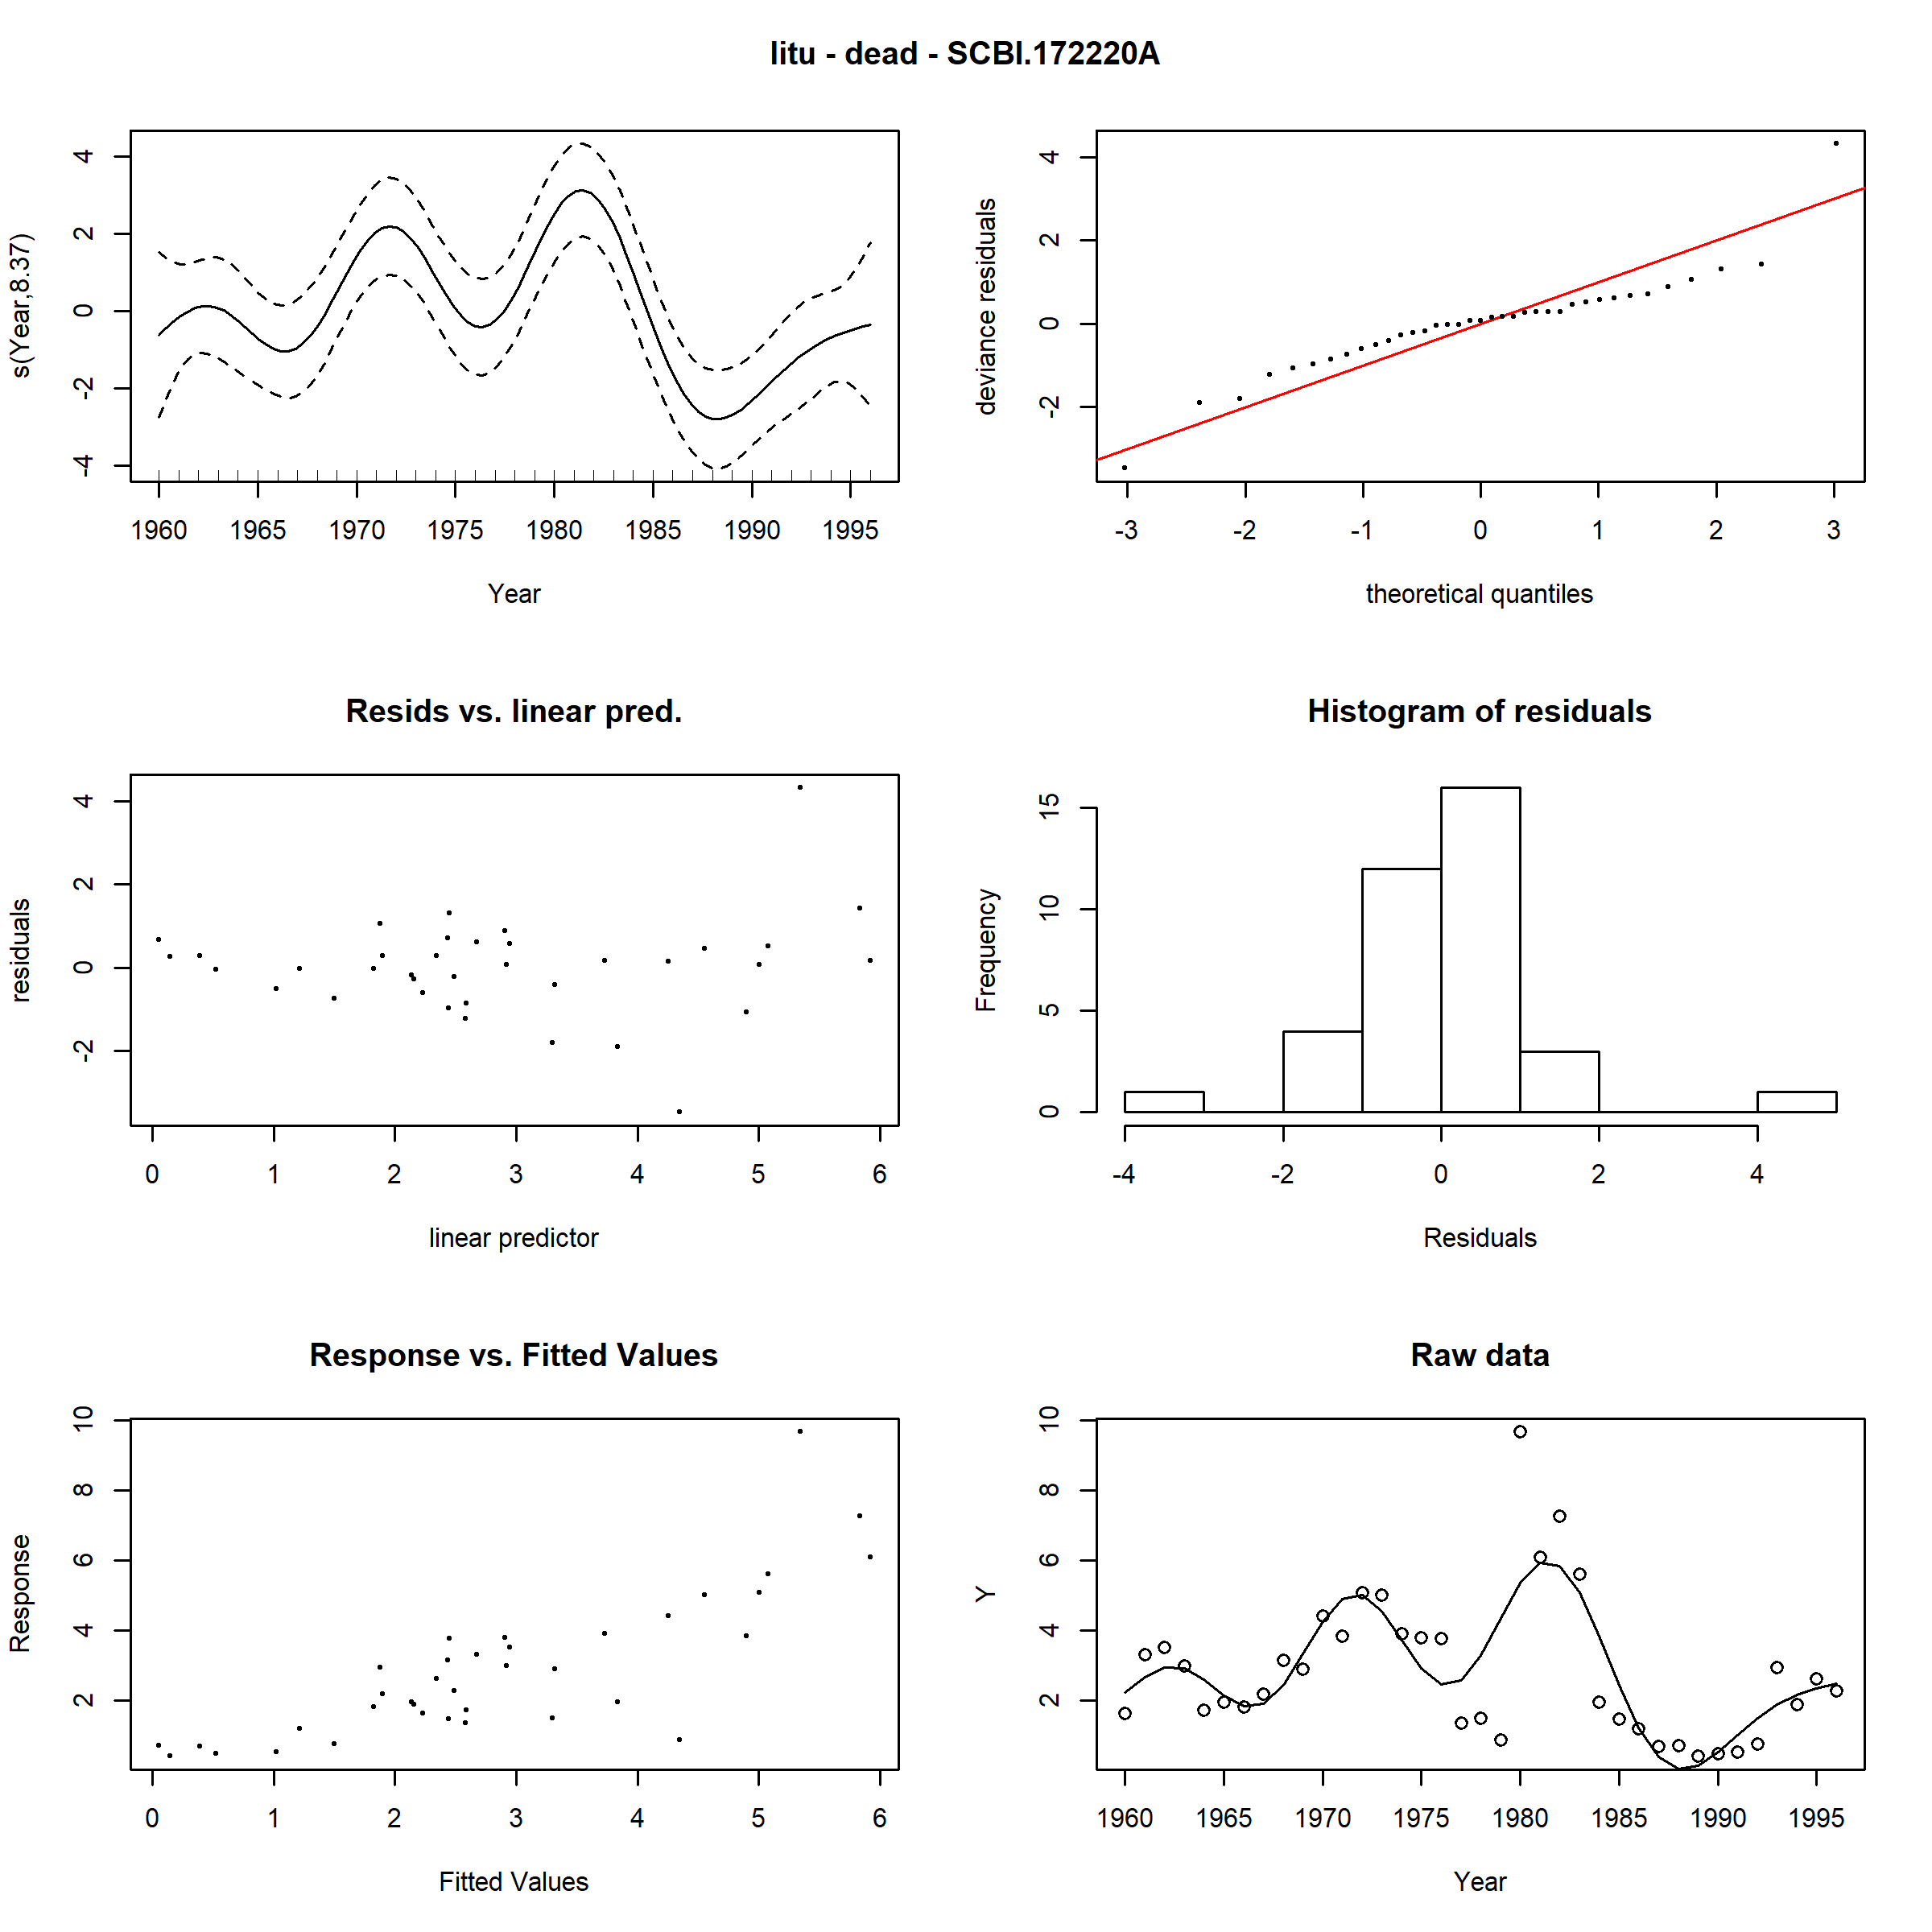 litu - dead - SCBI.172220A
s(Year,8.37)
4
2
0
-2
-4
1960 1965 1970 1975 1980 1985 1990 1995
Year
deviance residuals
4
2
0
-2
-3 -2 -1 0 1 2 3
theoretical quantiles
Resids vs. linear pred.
residuals
4
2
0
-2
0 1 2 3 4 5 6
linear predictor
Histogram of residuals
Frequency
15
10
5
0
-4 -2 0 2 4
Residuals
Response vs. Fitted Values
Response
10
8
6
4
2
0 1 2 3 4 5 6
Fitted Values
Raw data
Y
10
8
6
4
2
1960 1965 1970 1975 1980 1985 1990 1995
Year